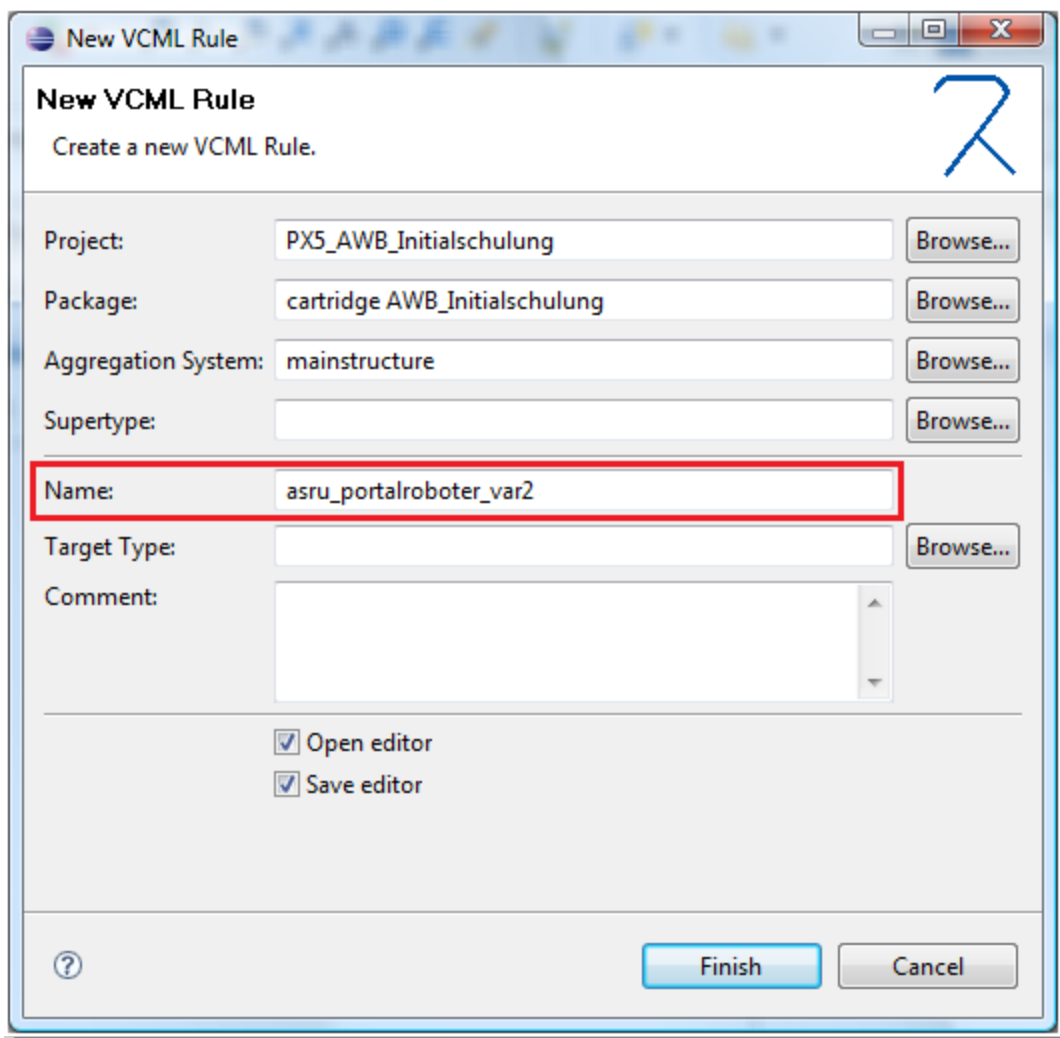 New VCML Rule
New VCML Rule
Create a new VCML Rule.
Project: PX5_AWB_Initialschulung Browse...
Package: cartridge AWB_Initialschulung Browse...
Aggregation System: mainstructure Browse...
Supertype: Browse...
Name: asru_portalroboter_var2
Target Type: Browse...
Comment:
Open editor
Save editor
? Finish Cancel